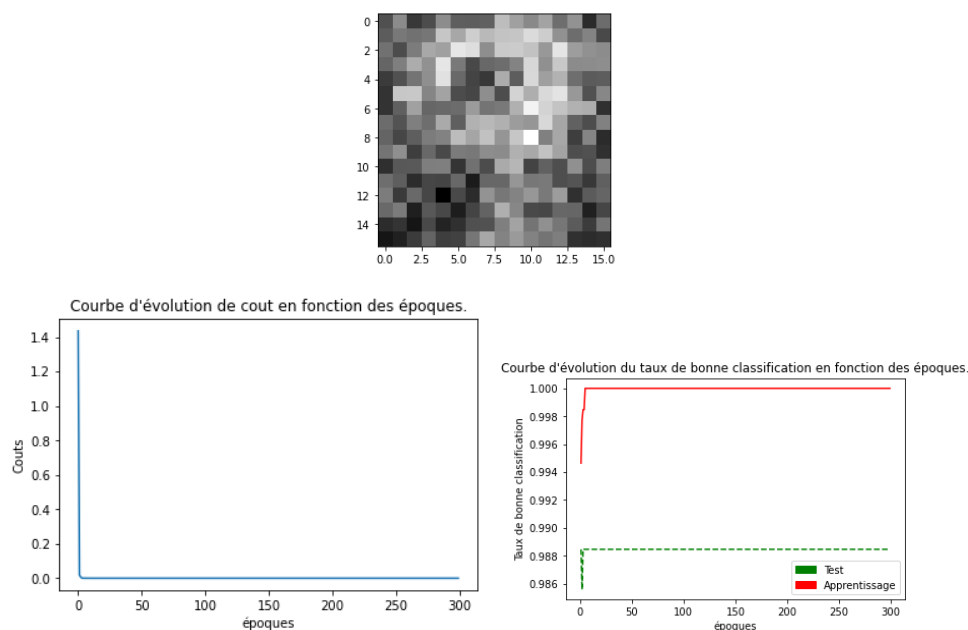 0
2
4
6
8
10
12
14
0.0 2.5 5.0 7.5 10.0 12.5 15.0
Courbe d'évolution de cout en fonction des époques.
1.4
1.2
1.0
0.8
0.6
0.4
0.2
0.0
Couts
0 50 100 150 200 250 300
époques
Courbe d'évolution du taux de bonne classification en fonction des époques.
1.000
0.998
0.996
0.994
0.992
0.990
0.988
0.986
Taux de bonne classification
Test
Apprentissage
0 50 100 150 200 250 300
époques